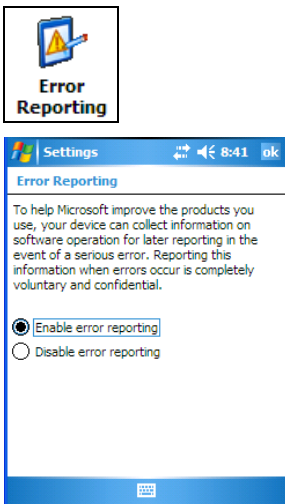 Error
Reporting
Settings 8:41 ok
Error Reporting
To help Microsoft improve the products you
use, your device can collect information on
software operation for later reporting in the
event of a serious error. Reporting this
information when errors occur is completely
voluntary and confidential.
Enable error reporting
Disable error reporting